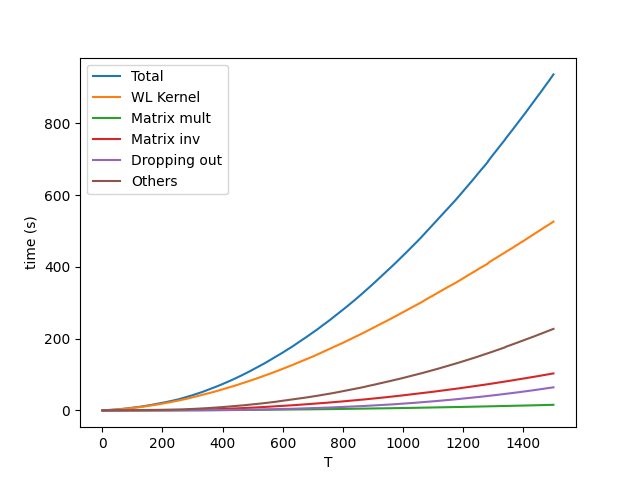 Total
WL Kernel
Matrix mult
Matrix inv
Dropping out
Others
800
600
400
200
0
time (s)
0 200 400 600 800 1000 1200 1400
T